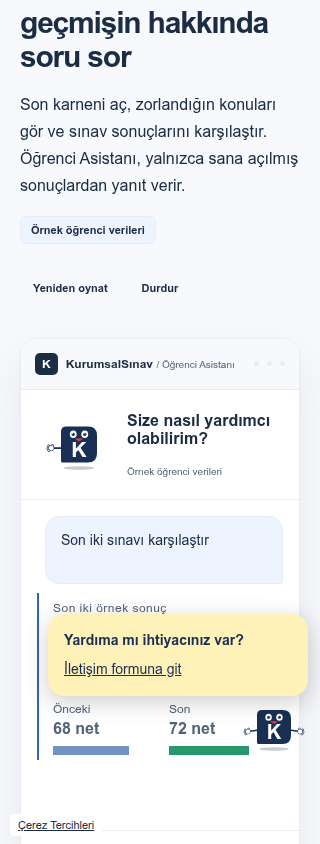 geçmişin hakkında
soru sor
Son karneni aç, zorlandığın konuları
gör ve sınav sonuçlarını karşılaştır.
Öğrenci Asistanı, yalnızca sana açılmış
sonuçlardan yanıt verir.
Örnek öğrenci verileri
Yeniden oynat Durdur
K KurumsalSınav / Öğrenci Asistanı
Size nasıl yardımcı
olabilirim?
K
Örnek öğrenci verileri
Son iki sınavı karşılaştır
Son iki örnek sonuç
Yardıma mı ihtiyacınız var?
İletişim formuna git
Önceki Son
68 net 72 net
K
Çerez Tercihleri